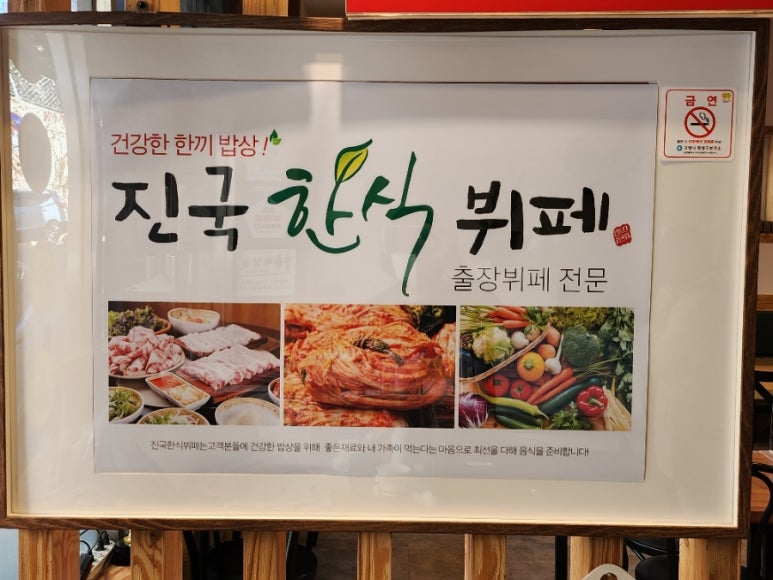 건강한 한끼 밥상!
진국 한식 뷔페
출장뷔페 전문
진국한식뷔페는고객분들에 건강한 밥상을 위해 좋은재료와 내 가족이 먹는다는 마음으로 최선을 다해 음식을 준비합니다!
금 연